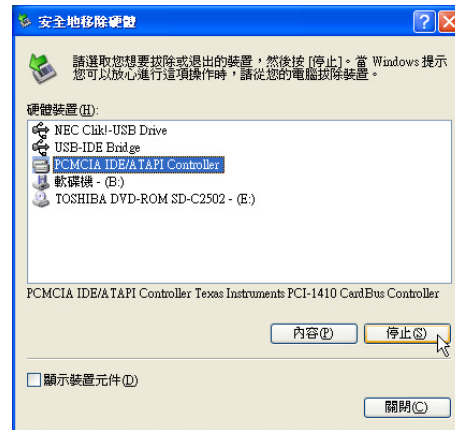 安全地移除硬體
請選取您想要拔除或退出的裝置,然後按 [停止]。當 Windows 提示
您可以放心進行這項操作時,請從您的電腦拔除裝置。
硬體裝置(H):
NEC Clik!-USB Drive
USB-IDE Bridge
PCMCIA IDE/ATAPI Controller
軟碟機 - (B:)
TOSHIBA DVD-ROM SD-C2502 - (E:)
PCMCIA IDE/ATAPI Controller Texas Instruments PCI-1410 CardBus Controller
內容(P)
停止(S)
顯示裝置元件(D)
關閉(C)